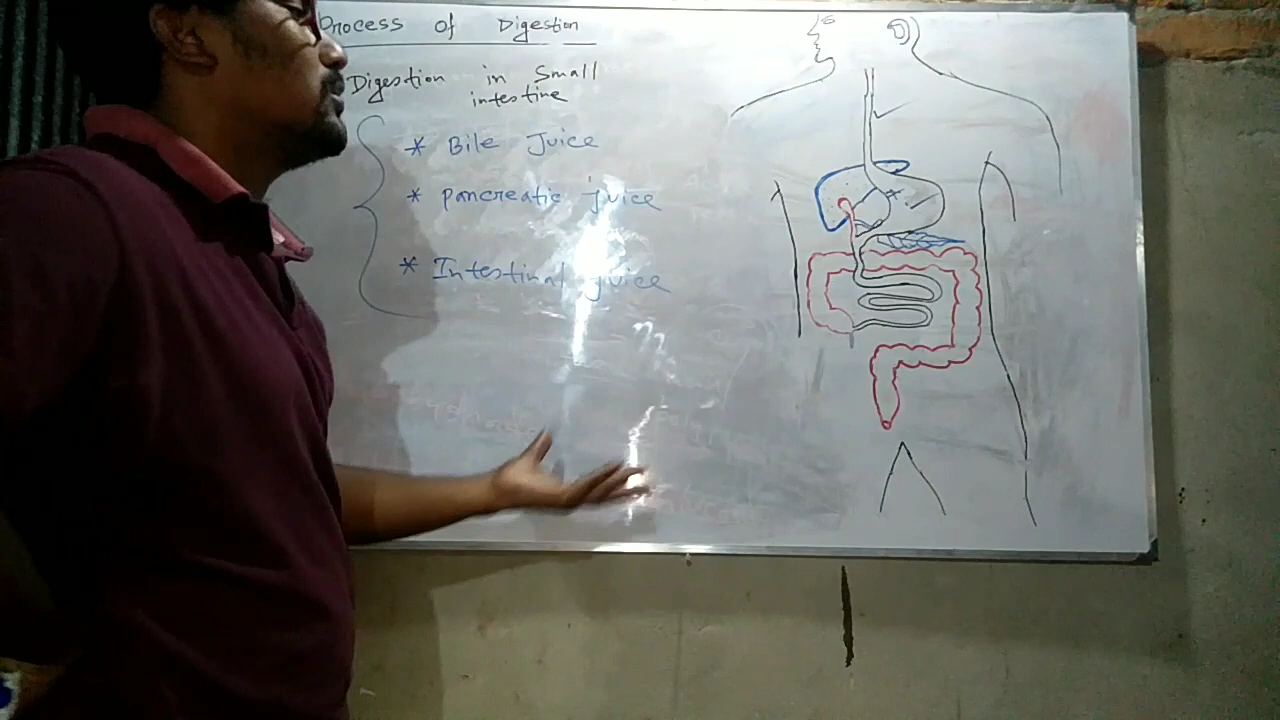 Process of Digestion
Digestion in Small
intestine
* Bile Juice
* Pancreatic juice
* Intestinal juice